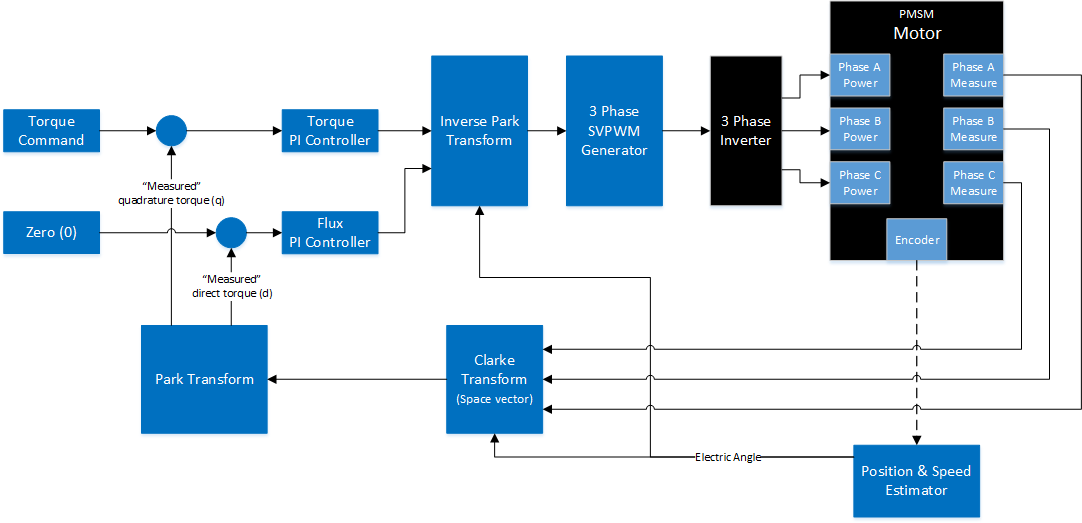 PMSM
Motor
Phase A
Power
Phase A
Measure
Phase B
Power
Phase B
Measure
Phase C
Power
Phase C
Measure
Encoder
Torque
Command
Torque
PI Controller
Inverse Park
Transform
3 Phase
SVPWM
Generator
3 Phase
Inverter
“Measured”
quadrature torque (q)
Zero (0)
Flux
PI Controller
“Measured”
direct torque (d)
Park Transform
Clarke
Transform
(Space vector)
Electric Angle
Position & Speed
Estimator